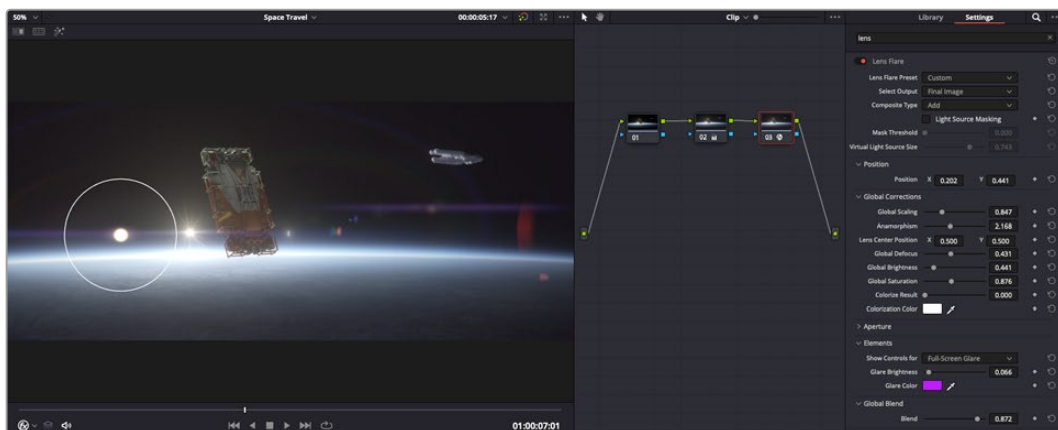 50% Space Travel 00:00:05:17 Clip Library Settings
lens
Lens Flare
Lens Flare Preset Custom
Select Output Final Image
Composite Type Add
Light Source Masking
Mask Threshold 0.000
Virtual Light Source Size 0.743
Position
Position X 0.202 Y 0.441
Global Corrections
Global Scaling 0.847
Anamorphism 2.168
Lens Center Position X 0.500 Y 0.500
Global Defocus 0.431
Global Brightness 0.441
Global Saturation 0.876
Colorize Result 0.000
Colorization Color
Aperture
Elements
Show Controls for Full-Screen Glare
Glare Brightness 0.066
Glare Color
Global Blend
Blend 0.872
01 02 03
01:00:07:01